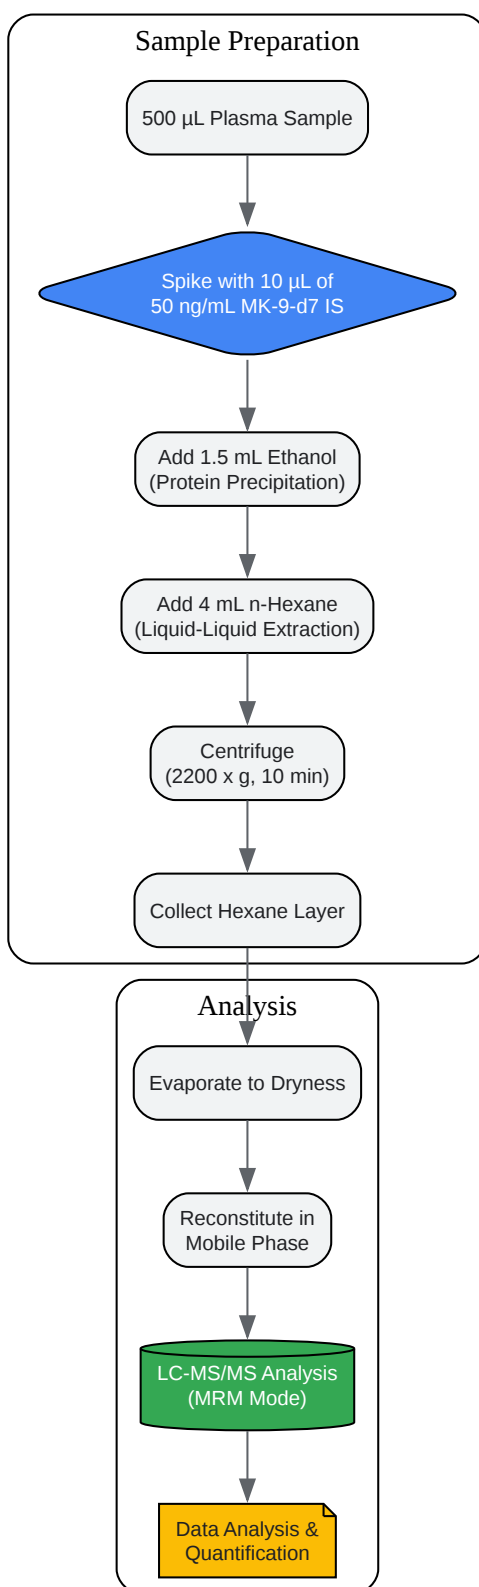 Sample Preparation
500 µL Plasma Sample
Spike with 10 µL of
50 ng/mL MK-9-d7 IS
Add 1.5 mL Ethanol
(Protein Precipitation)
Add 4 mL n-Hexane
(Liquid-Liquid Extraction)
Centrifuge
(2200 x g, 10 min)
Collect Hexane Layer
Analysis
Evaporate to Dryness
Reconstitute in
Mobile Phase
LC-MS/MS Analysis
(MRM Mode)
Data Analysis &
Quantification